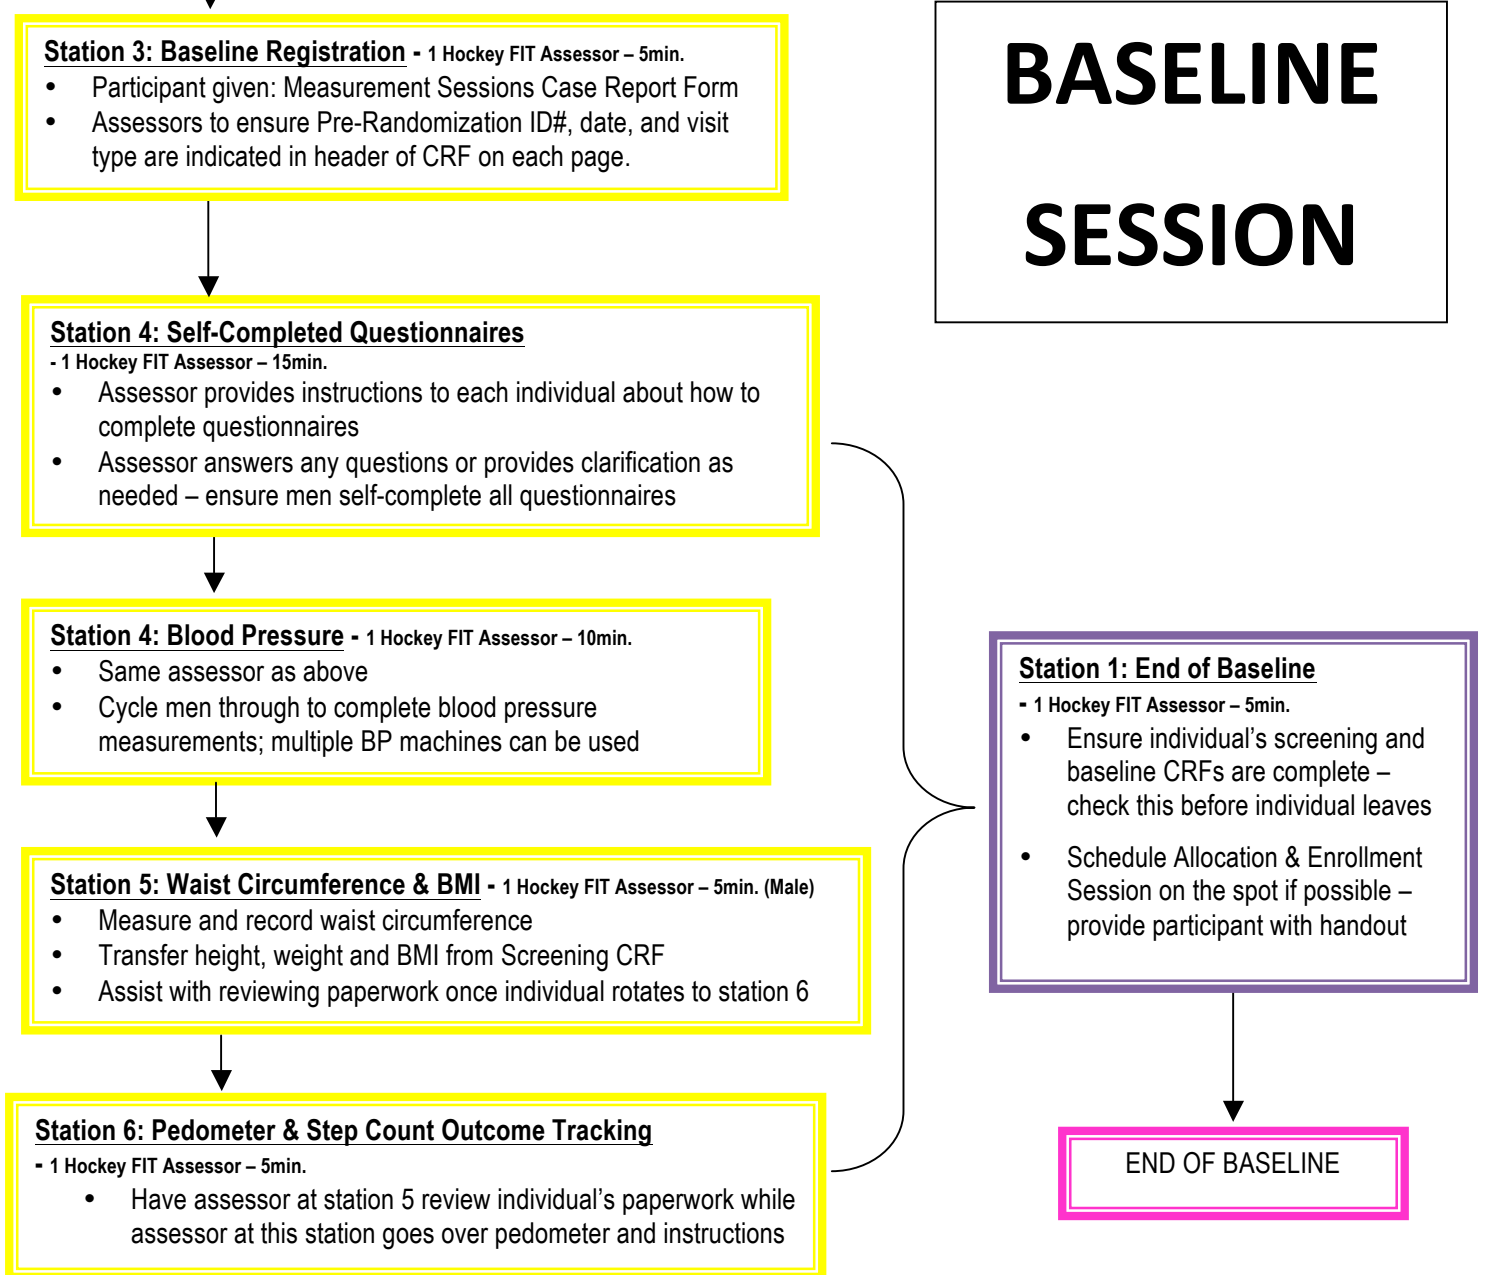 Station 3: Baseline Registration - 1 Hockey FIT Assessor – 5min.
• Participant given: Measurement Sessions Case Report Form
• Assessors to ensure Pre-Randomization ID#, date, and visit
type are indicated in header of CRF on each page.
BASELINE
SESSION
Station 4: Self-Completed Questionnaires
- 1 Hockey FIT Assessor – 15min.
• Assessor provides instructions to each individual about how to
complete questionnaires
• Assessor answers any questions or provides clarification as
needed – ensure men self-complete all questionnaires
Station 4: Blood Pressure - 1 Hockey FIT Assessor – 10min.
• Same assessor as above
• Cycle men through to complete blood pressure
measurements; multiple BP machines can be used
Station 5: Waist Circumference & BMI - 1 Hockey FIT Assessor – 5min. (Male)
• Measure and record waist circumference
• Transfer height, weight and BMI from Screening CRF
• Assist with reviewing paperwork once individual rotates to station 6
Station 6: Pedometer & Step Count Outcome Tracking
- 1 Hockey FIT Assessor – 5min.
• Have assessor at station 5 review individual's paperwork while
assessor at this station goes over pedometer and instructions
Station 1: End of Baseline
- 1 Hockey FIT Assessor – 5min.
• Ensure individual's screening and
baseline CRFs are complete –
check this before individual leaves
• Schedule Allocation & Enrollment
Session on the spot if possible –
provide participant with handout
END OF BASELINE